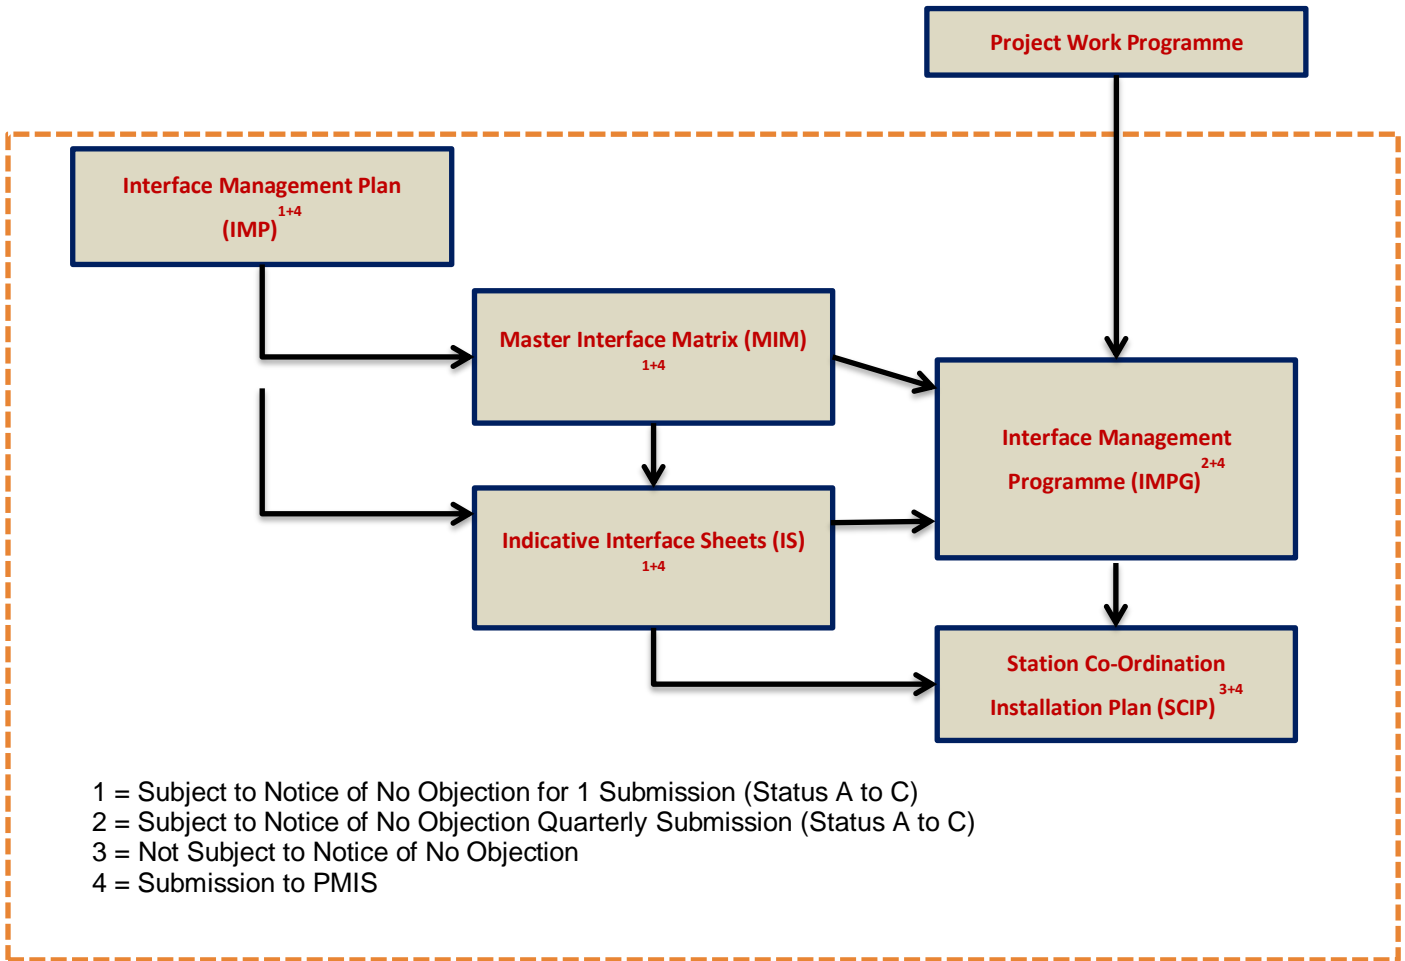 Project Work Programme
Interface Management Plan
(IMP) 1+4
Master Interface Matrix (MIM)
1+4
Interface Management
Programme (IMPG) 2+4
Indicative Interface Sheets (IS)
1+4
Station Co-Ordination
Installation Plan (SCIP) 3+4
1 = Subject to Notice of No Objection for 1 Submission (Status A to C)
2 = Subject to Notice of No Objection Quarterly Submission (Status A to C)
3 = Not Subject to Notice of No Objection
4 = Submission to PMIS